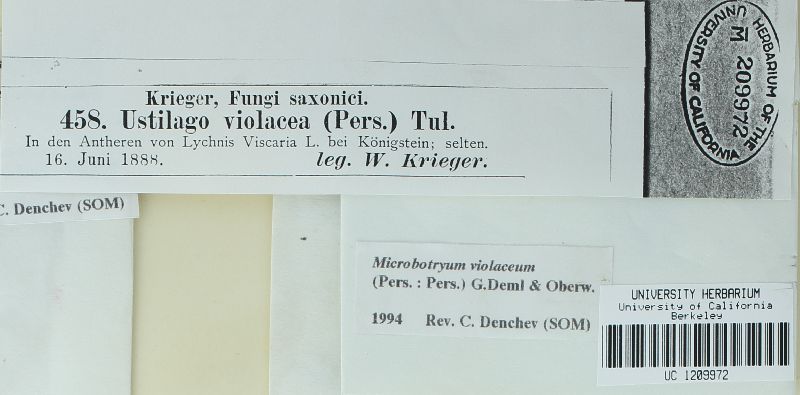 Krieger, Fungi saxonici.
458. Ustilago violacea (Pers.) Tul.
In den Antheren von Lychnis Viscaria L. bei Königstein; selten.
16. Juni 1888. leg. W. Krieger.
HERBARIUM OF THE
UNIVERSITY OF CALIFORNIA
M 209972
C. Denchev (SOM)
Microbotryum violaceum
(Pers. : Pers.) G.Deml & Oberw.
1994 Rev. C. Denchev (SOM)
UNIVERSITY HERBARIUM
University of California
Berkeley
UC 1209972